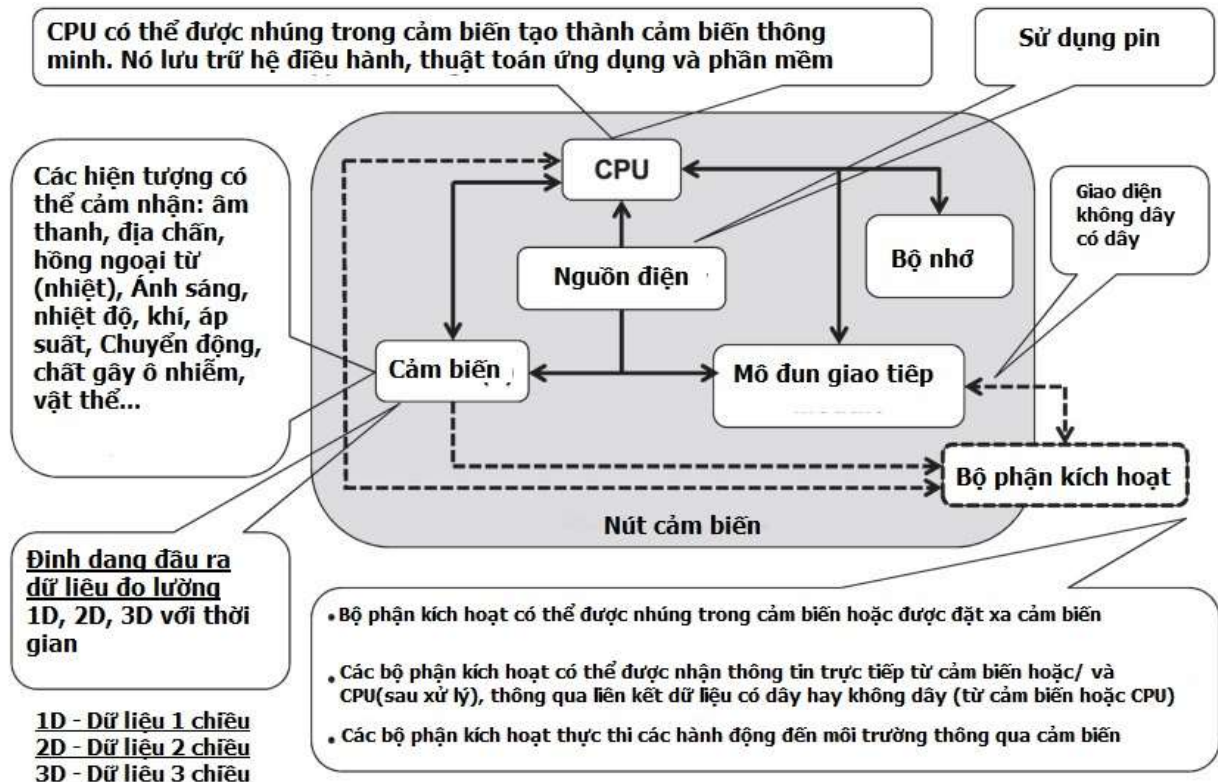 CPU có thể được nhúng trong cảm biến tạo thành cảm biến thông
minh. Nó lưu trữ hệ điều hành, thuật toán ứng dụng và phần mềm
Sử dụng pin
Các hiện tượng có
thể cảm nhận: âm
thanh, địa chấn,
hồng ngoại từ
(nhiệt), Ánh sáng,
nhiệt độ, khí, áp
suất, Chuyển động,
chất gây ô nhiễm,
vật thể...
CPU
Giao diện
không dây
có dây
Nguồn điện
Bộ nhớ
Cảm biến
Mô đun giao tiếp
Bộ phận kích hoạt
Nút cảm biến
Đinh dang đầu ra
dữ liệu đo lường
1D, 2D, 3D với thời
gian
• Bộ phận kích hoạt có thể được nhúng trong cảm biến hoặc được đặt xa cảm biến
• Các bộ phận kích hoạt có thể được nhận thông tin trực tiếp từ cảm biến hoặc/ và
CPU(sau xử lý), thông qua liên kết dữ liệu có dây hay không dây (từ cảm biến hoặc CPU)
• Các bộ phận kích hoạt thực thi các hành động đến môi trường thông qua cảm biến
1D - Dữ liệu 1 chiều
2D - Dữ liệu 2 chiều
3D - Dữ liệu 3 chiều